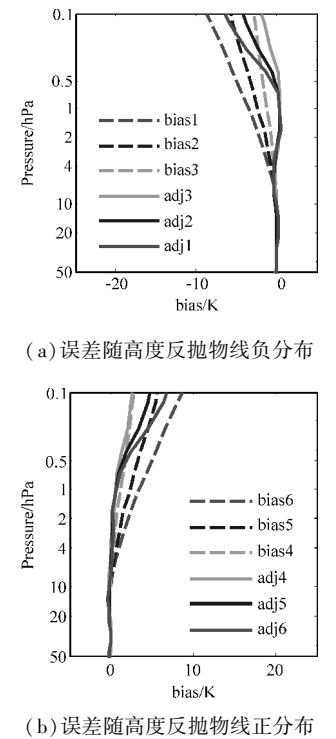 0.1
0.5
1
2
4
10
20
50
Pressure/hPa
bias1
bias2
bias3
adj3
adj2
adj1
-20
-10
0
bias/K
(a)误差随高度反抛物线负分布
0.1
0.5
1
2
4
10
20
50
Pressure/hPa
bias6
bias5
bias4
adj4
adj5
adj6
0
10
20
bias/K
(b)误差随高度反抛物线正分布